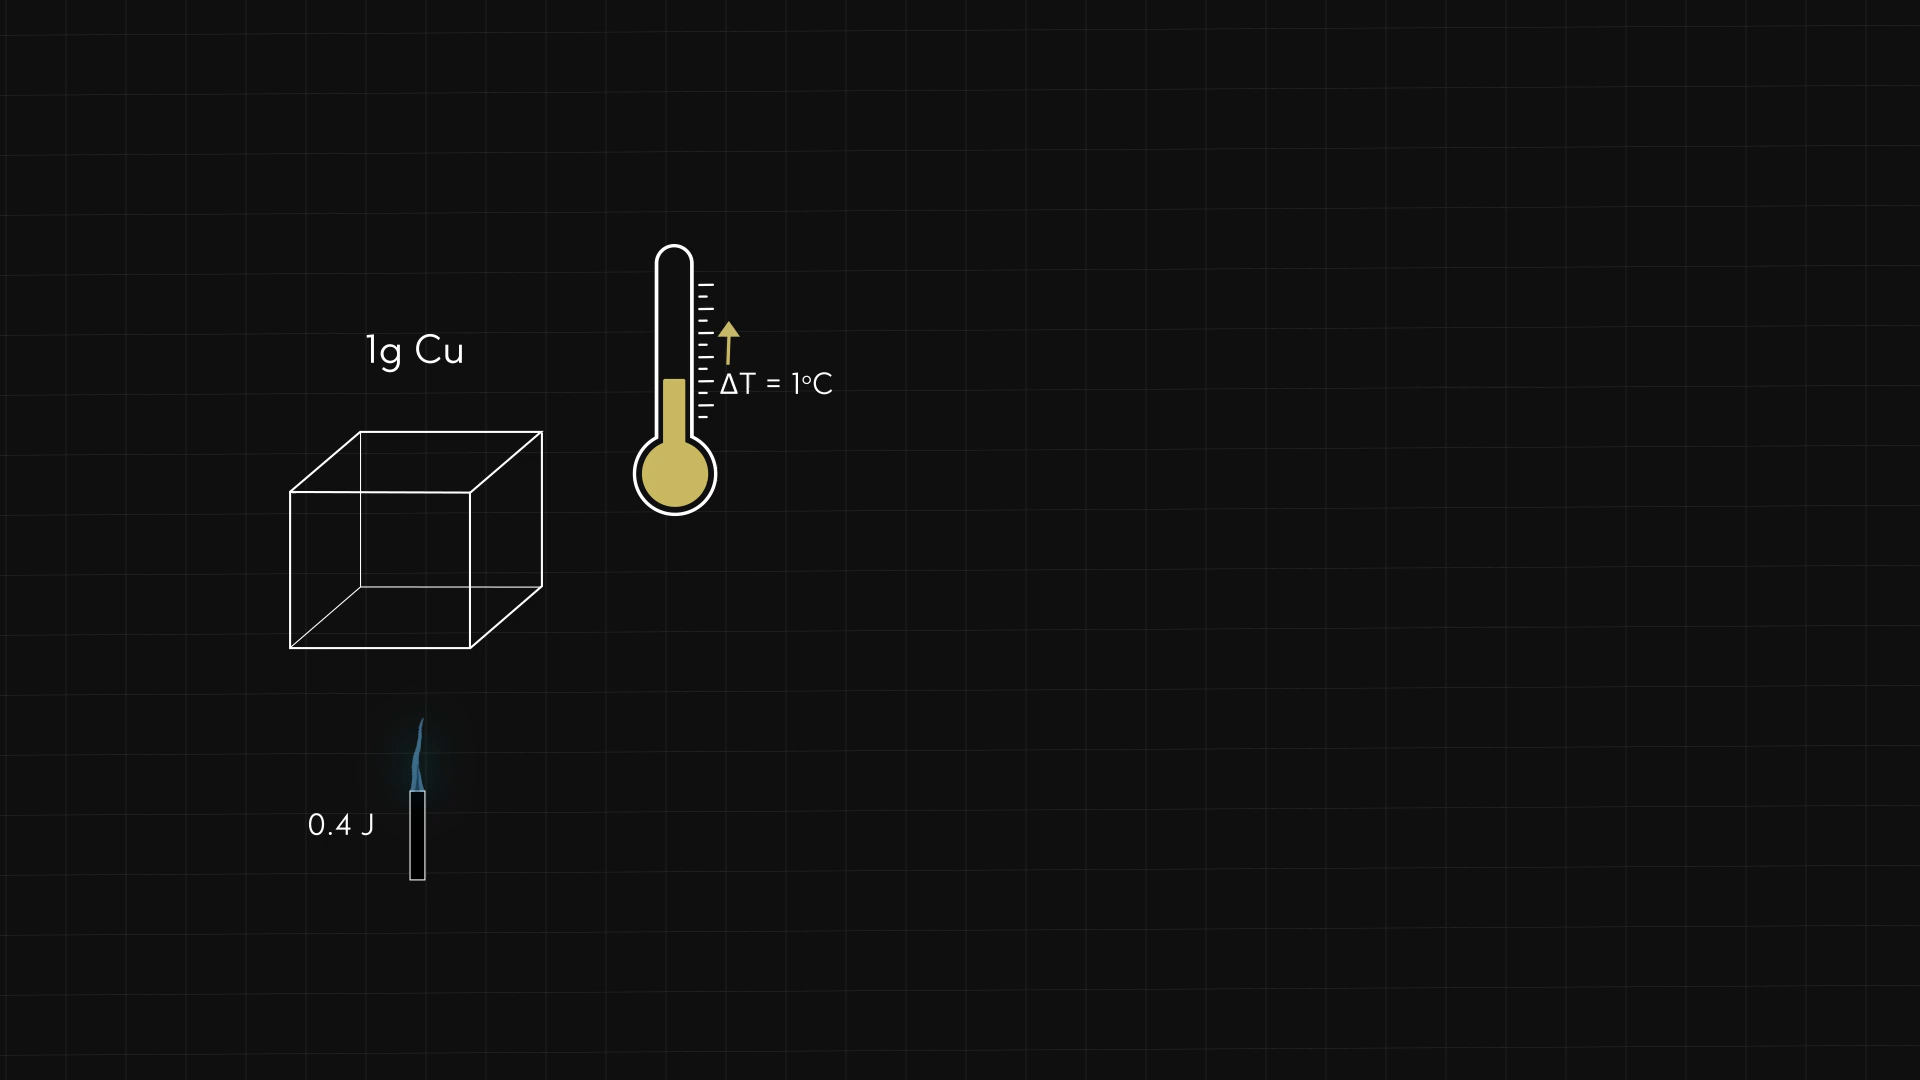 1g Cu
ΔT = 1°C
0.4 J